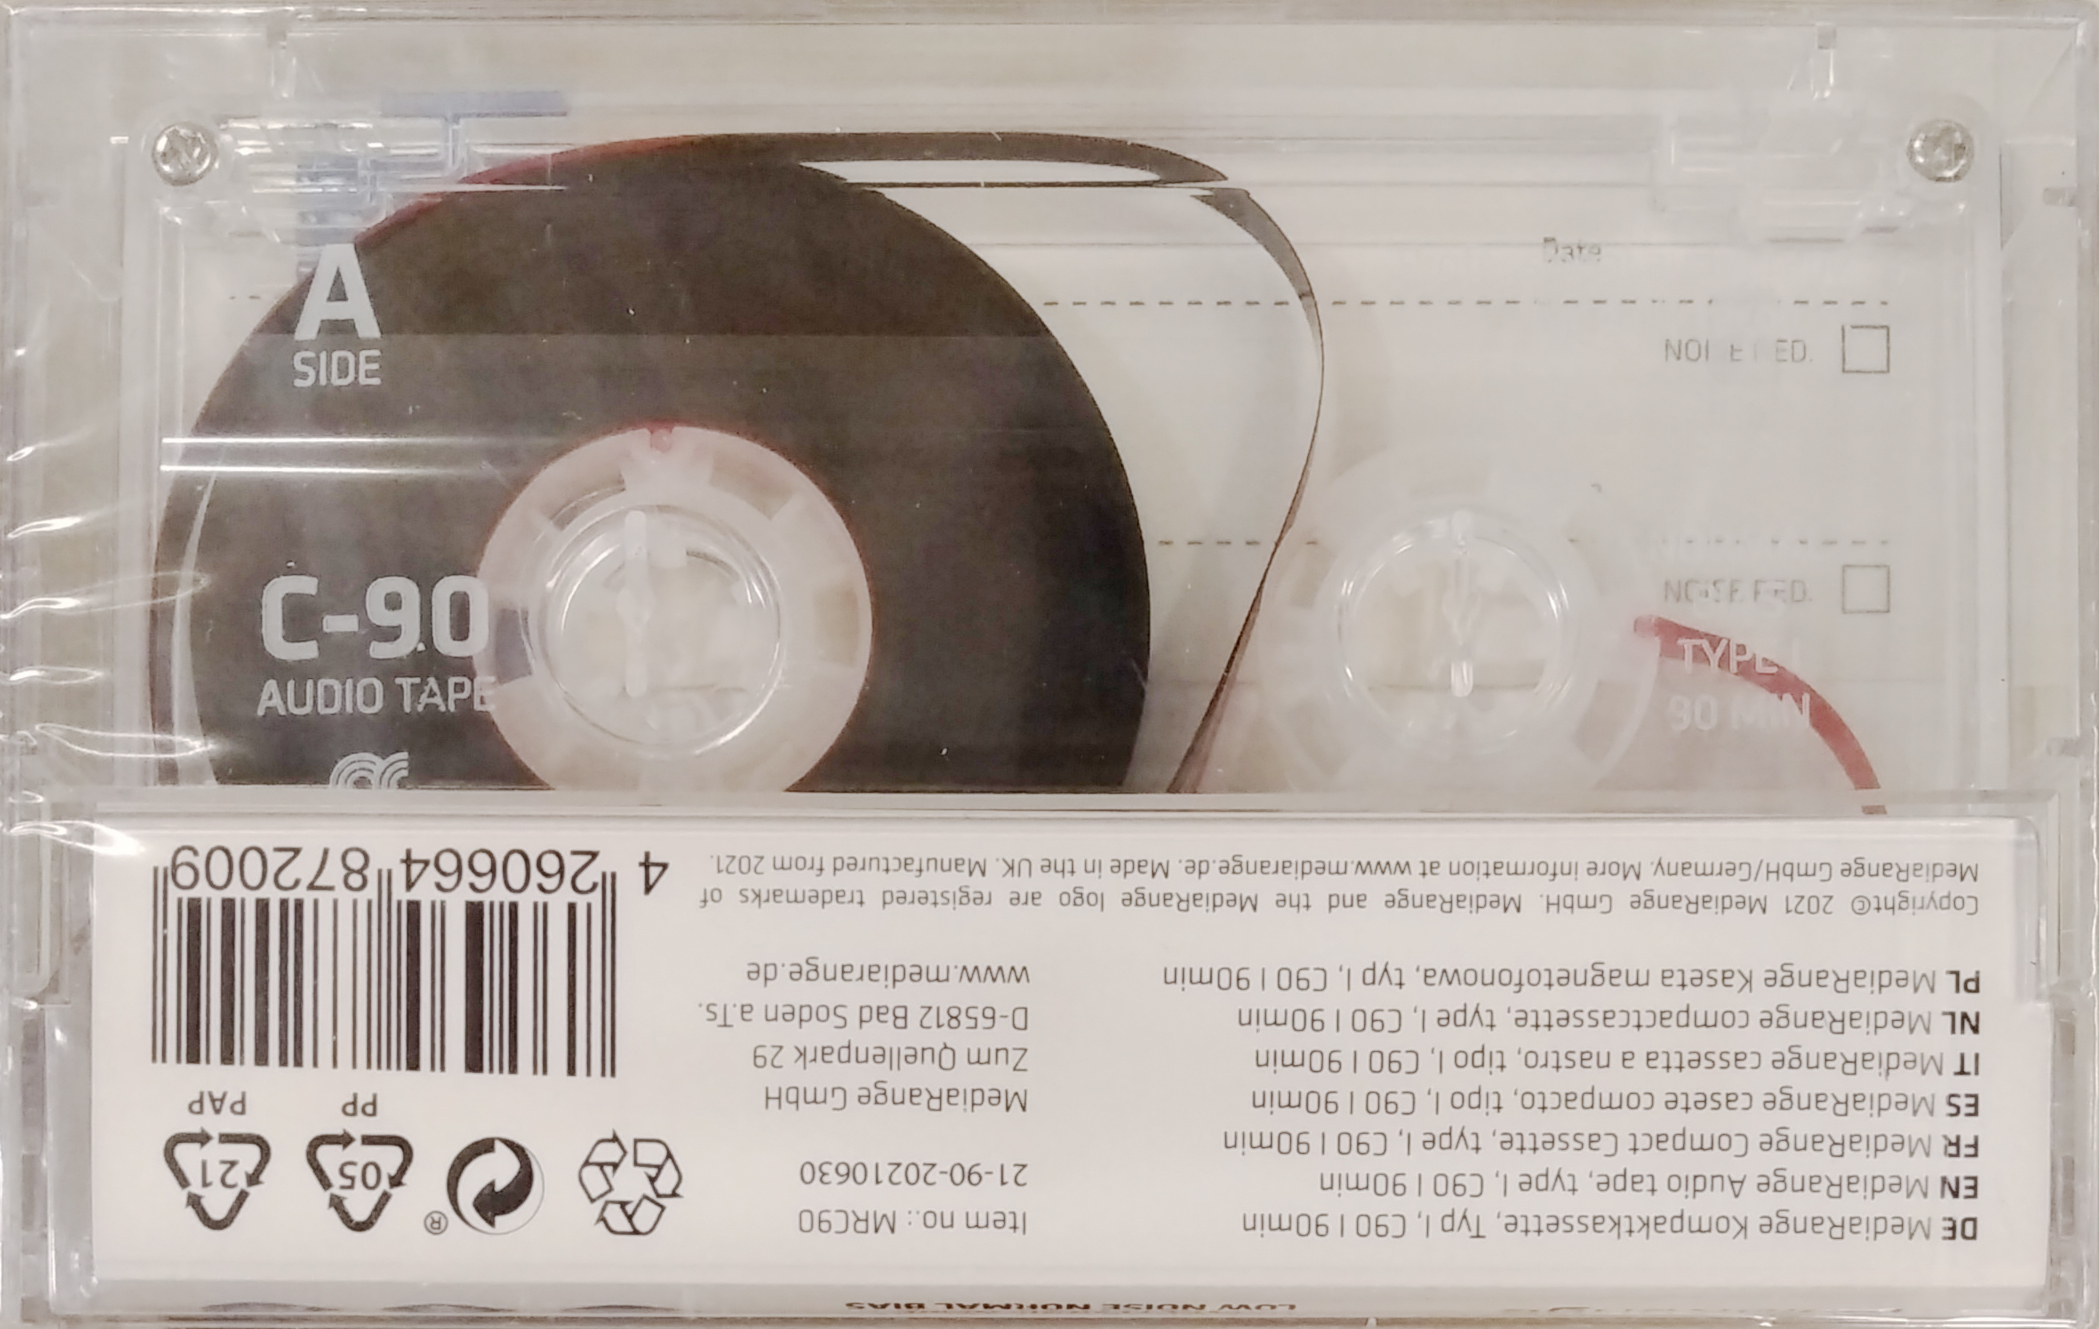 A
SIDE
Date
NOISE RED.
C-90
AUDIO TAPE
NOISE RED.
TYPE I
90 MIN
LOW NOISE NORMAL BIAS
DE MediaRange Kompaktkassette, Typ I, C90 | 90min
EN MediaRange Audio tape, type I, C90 | 90min
FR MediaRange Compact Cassette, type I, C90 | 90min
ES MediaRange casete compacto, tipo I, C90 | 90min
IT MediaRange cassetta a nastro, tipo I, C90 | 90min
NL MediaRange compactcassette, type I, C90 | 90min
PL MediaRange Kaseta magnetofonowa, typ I, C90 | 90min
Item no.: MRC90
21-90-20210630
MediaRange GmbH
Zum Quellenpark 29
D-65812 Bad Soden a.Ts.
www.mediarange.de
®
05
PP
21
PAP
4 260664 872009
Copyright© 2021 MediaRange GmbH. MediaRange and the MediaRange logo are registered trademarks of
MediaRange GmbH/Germany. More information at www.mediarange.de. Made in the UK. Manufactured from 2021.